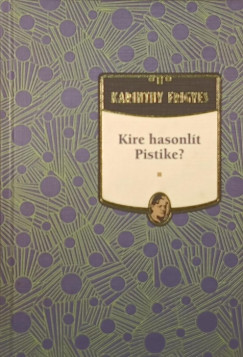 KARINTHY FRIGYES
Kire hasonlít
Pistike?